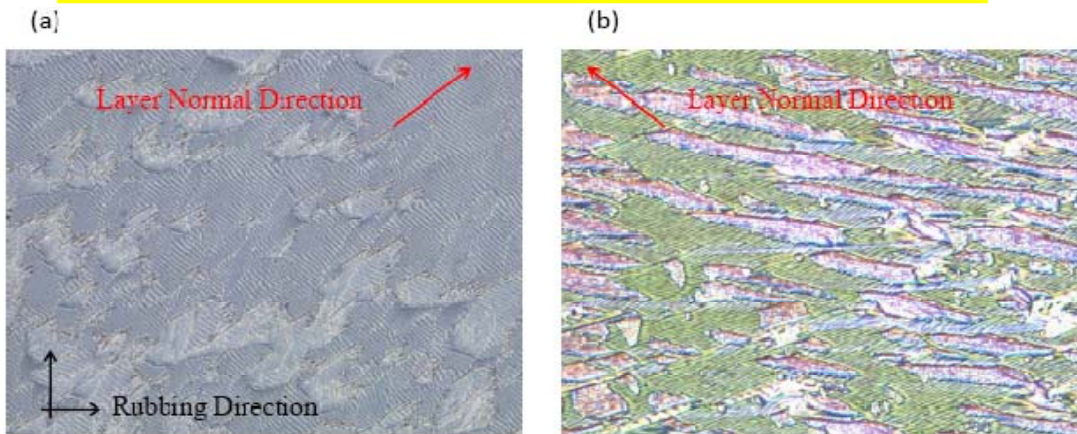 (a)
(b)
Layer Normal Direction
Layer Normal Direction
Rubbing Direction